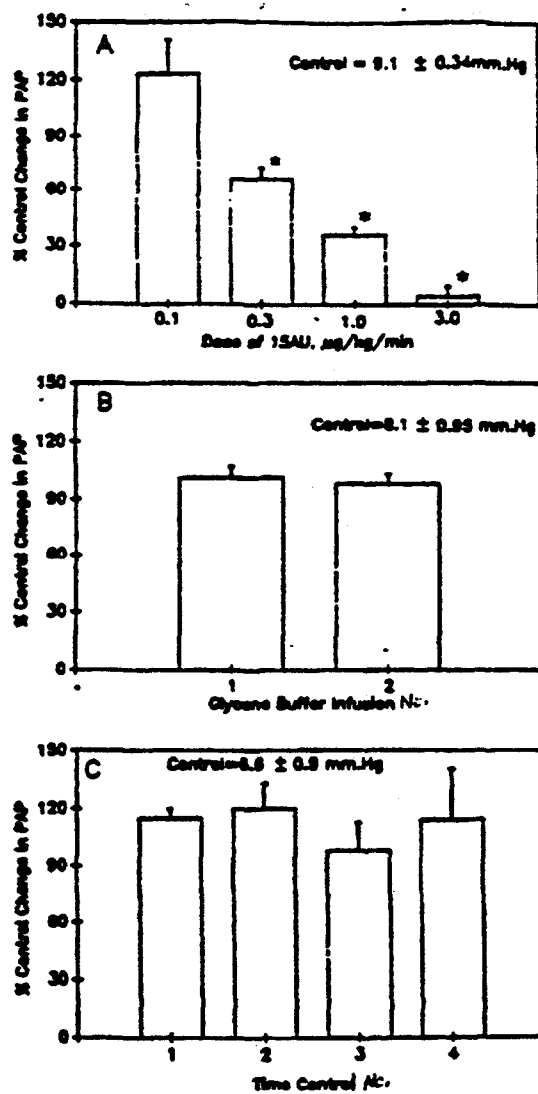 A
Control = 9.1 ± 0.34mm.Hg
% Control Change in PAP
150
120
90
60
30
0
*
*
*
0.1 0.3 1.0 3.0
Dose of 15AU, µg/kg/min
B
Control=8.1 ± 0.95 mm.Hg
% Control Change in PAP
150
120
90
60
30
0
1 2
Glycene Buffer Infusion No.
C
Control=8.6 ± 0.9 mm.Hg
% Control Change in PAP
150
120
90
60
30
0
1 2 3 4
Time Control No.